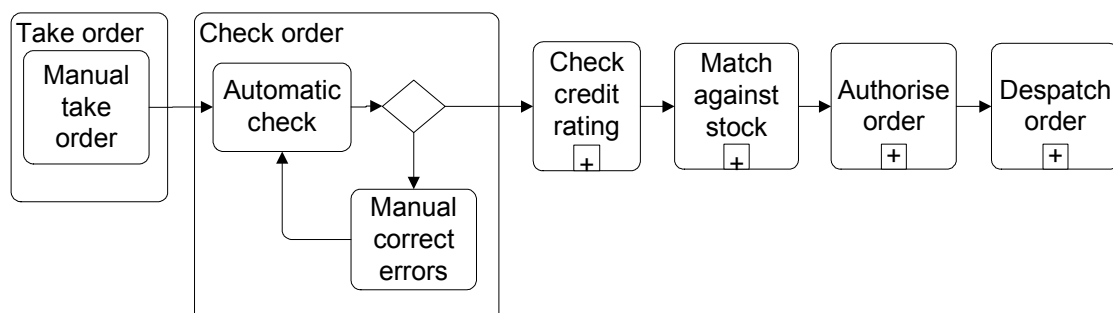 Take order
Manual
take
order
Check order
Automatic
check
Manual
correct
errors
Check
credit
rating
+
Match
against
stock
+
Authorise
order
+
Despatch
order
+